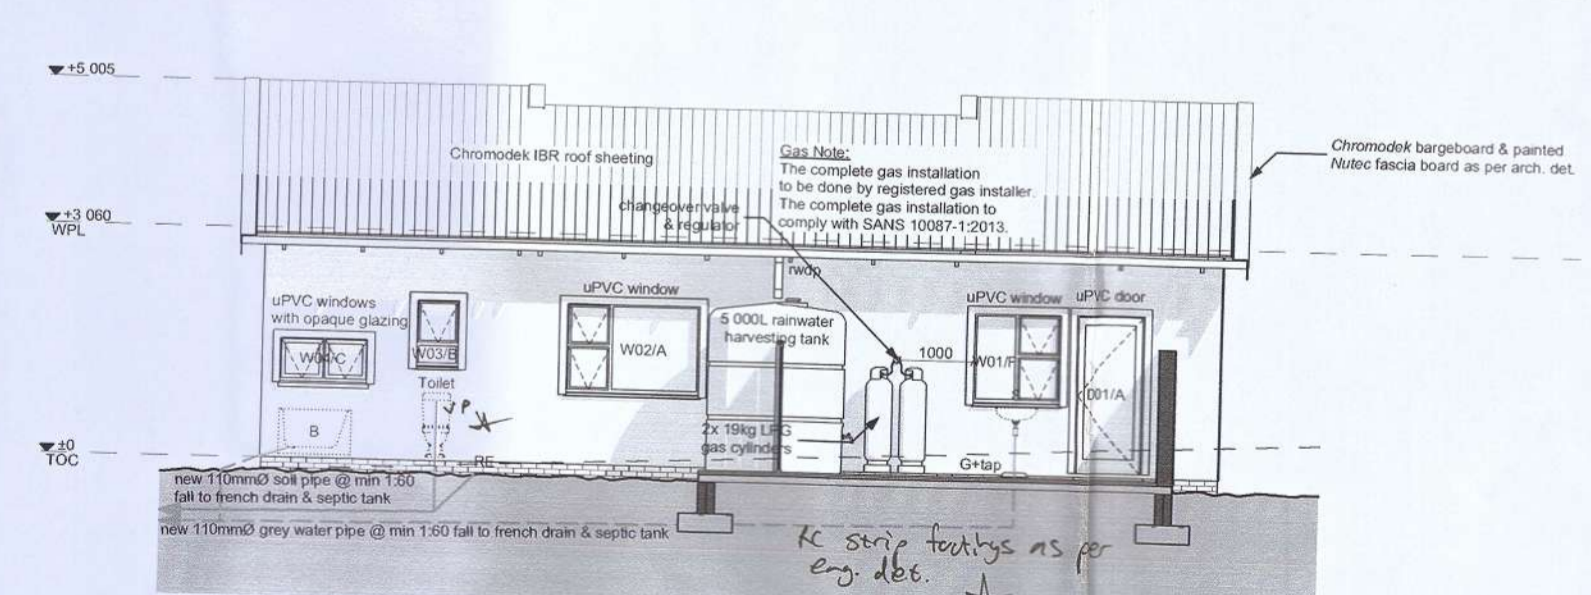 +5 005
Chromodek IBR roof sheeting
Gas Note:
The complete gas installation
to be done by registered gas installer.
The complete gas installation to
comply with SANS 10087-1:2013.
Chromodek bargeboard & painted
Nutec fascia board as per arch. det.
changeover valve
& regulator
+3 060
WPL
rwdp
uPVC windows
with opaque glazing
uPVC window
uPVC window
uPVC door
5 000L rainwater
harvesting tank
W04/C
W03/B
W02/A
1000
W01/F
D01/A
S
Toilet
B
VP
2x 19kg LPG
gas cylinders
±0
TOC
RE
G+tap
new 110mmØ soil pipe @ min 1:60
fall to french drain & septic tank
new 110mmØ grey water pipe @ min 1:60 fall to french drain & septic tank
RC strip footings as per
eng. det.